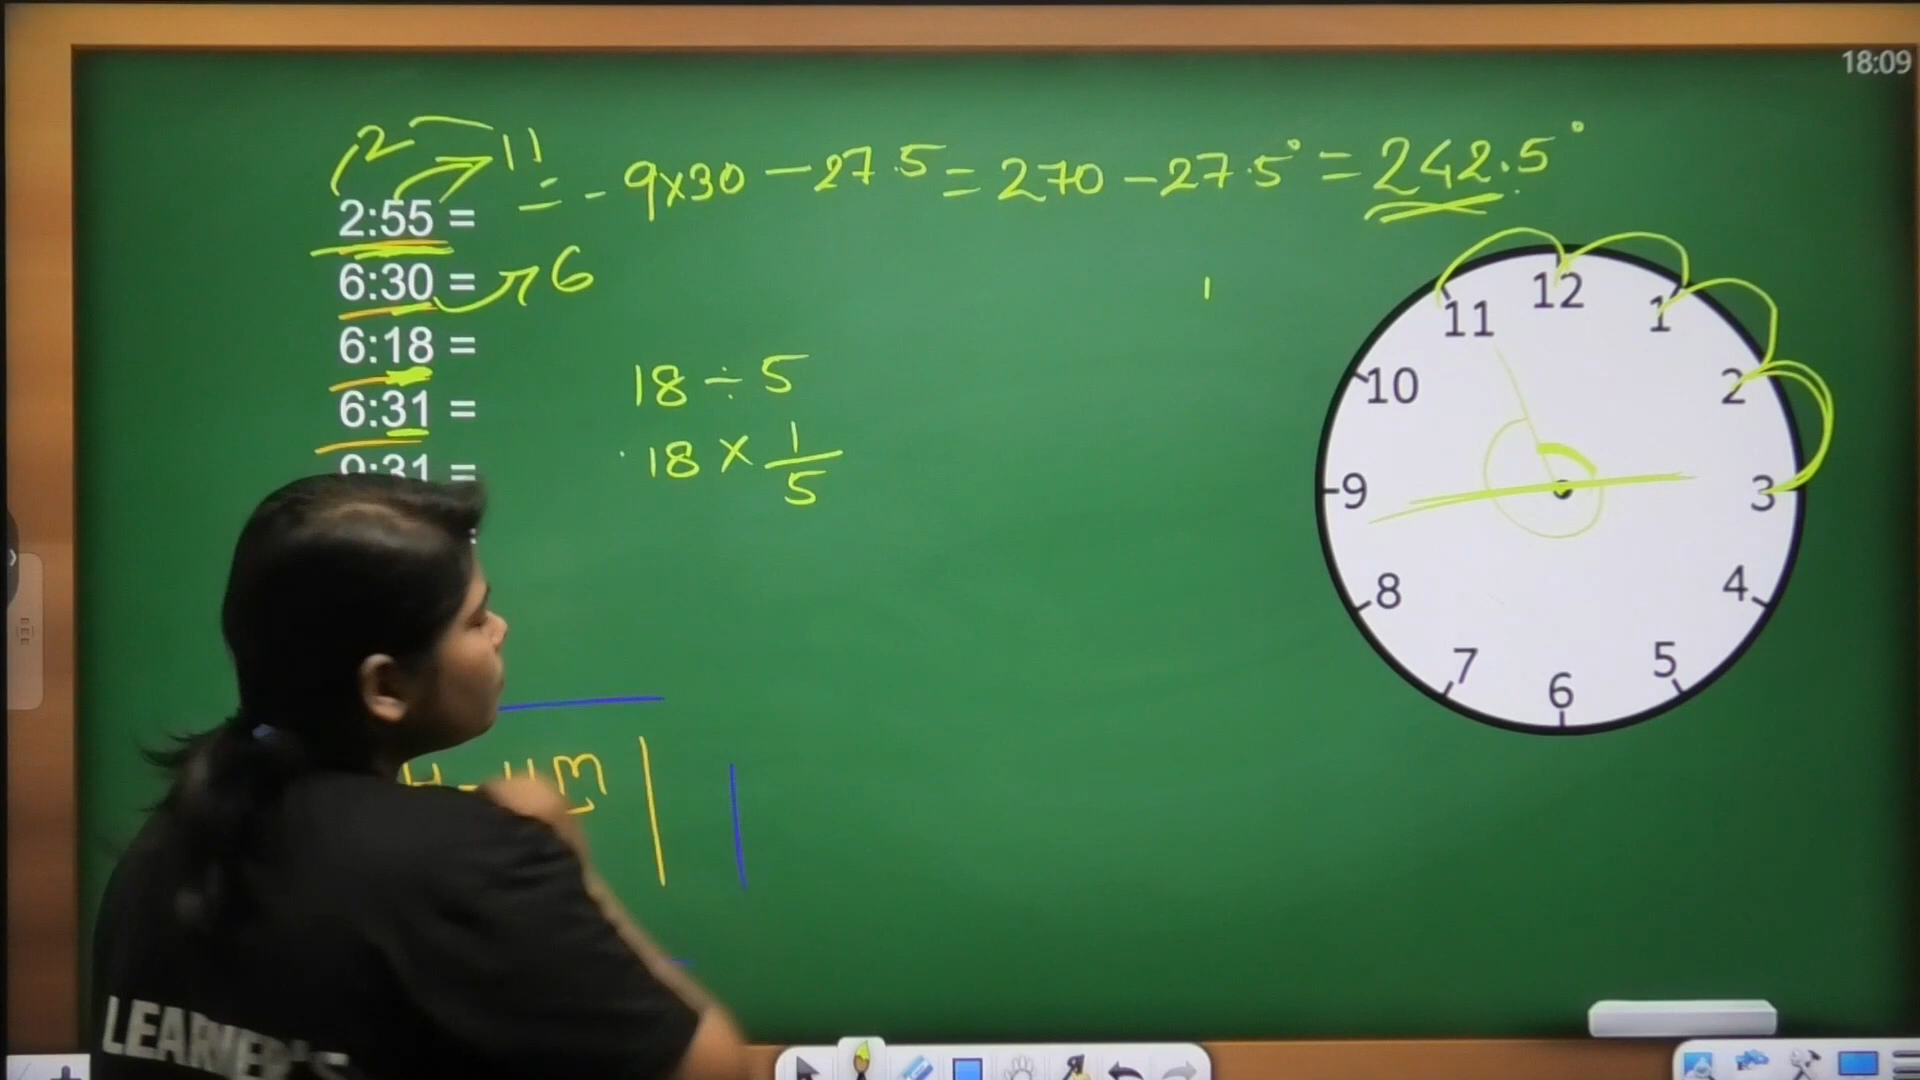 18:09
2 11
2:55 = = - 9x30 - 27.5 = 270 - 27.5° = 242.5°
6:30 = 6
6:18 =
18 ÷ 5
6:31 =
18 × 1/5
9:31 =
12
11 1
10 2
9 3
8 4
7 5
6
LEARNER'S